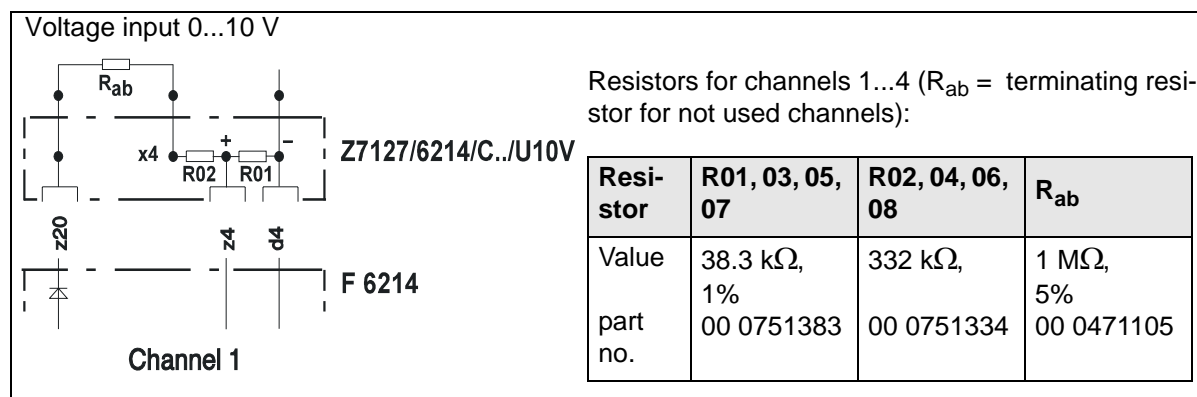 Voltage input 0...10 V
Rab
x4
+
–
R02
R01
Z7127/6214/C../U10V
z20
z4
d4
F 6214
Channel 1
Resistors for channels 1...4 (Rab = terminating resi-
stor for not used channels):
Resi-
stor
R01, 03, 05,
07
R02, 04, 06,
08
Rab
Value
38.3 kΩ,
1%
332 kΩ,
1 MΩ,
5%
part
no.
00 0751383
00 0751334
00 0471105